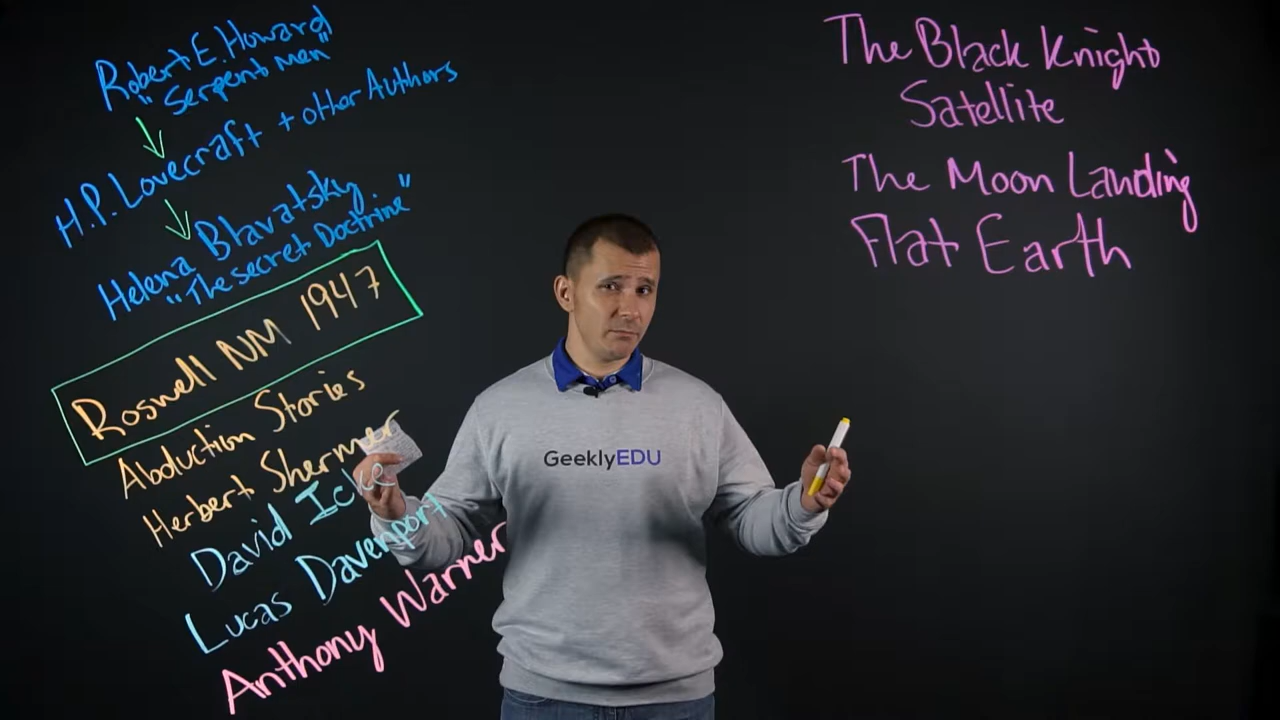 Robert E. Howard
"Serpent Men"
H.P. Lovecraft + other Authors
Helena Blavatsky
"The secret Doctrine"
Roswell NM 1947
Abduction Stories
Herbert Shermer
David Icke
Lucas Davenport
Anthony Warner
The Black Knight
Satellite
The Moon Landing
Flat Earth
GeeklyEDU